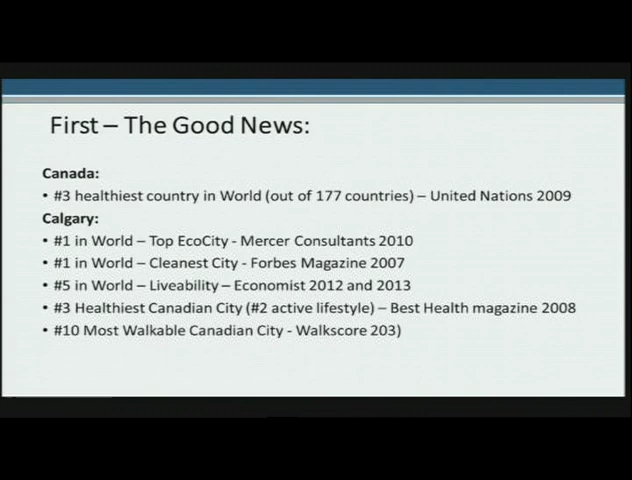 First – The Good News:
Canada:
• #3 healthiest country in World (out of 177 countries) – United Nations 2009
Calgary:
• #1 in World – Top EcoCity - Mercer Consultants 2010
• #1 in World – Cleanest City - Forbes Magazine 2007
• #5 in World – Liveability – Economist 2012 and 2013
• #3 Healthiest Canadian City (#2 active lifestyle) – Best Health magazine 2008
• #10 Most Walkable Canadian City - Walkscore 203)